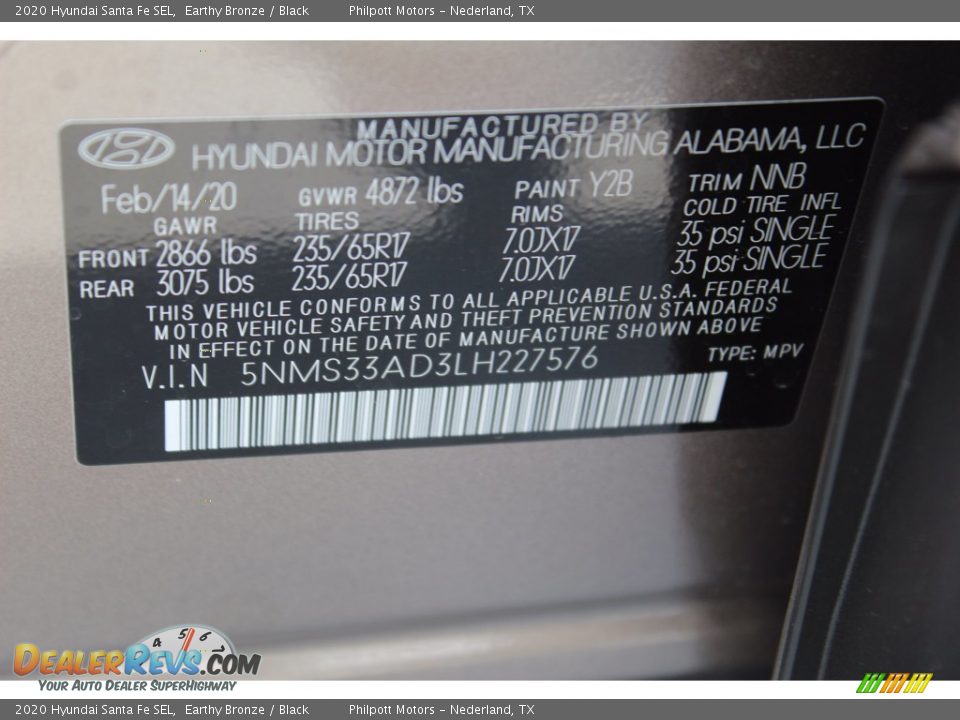 2020 Hyundai Santa Fe SEL, Earthy Bronze / Black Philpott Motors - Nederland, TX
MANUFACTURED BY
HYUNDAI MOTOR MANUFACTURING ALABAMA, LLC
Feb/14/20 GVWR 4872 lbs PAINT Y2B TRIM NNB
GAWR TIRES RIMS COLD TIRE INFL
FRONT 2866 lbs 235/65R17 7.0JX17 35 psi SINGLE
REAR 3075 lbs 235/65R17 7.0JX17 35 psi SINGLE
THIS VEHICLE CONFORMS TO ALL APPLICABLE U.S.A. FEDERAL
MOTOR VEHICLE SAFETY AND THEFT PREVENTION STANDARDS
IN EFFECT ON THE DATE OF MANUFACTURE SHOWN ABOVE
V.I.N 5NMS33AD3LH227576 TYPE: MPV
4 5 6
DEALERREVS.COM
YOUR AUTO DEALER SUPERHIGHWAY
2020 Hyundai Santa Fe SEL, Earthy Bronze / Black Philpott Motors - Nederland, TX